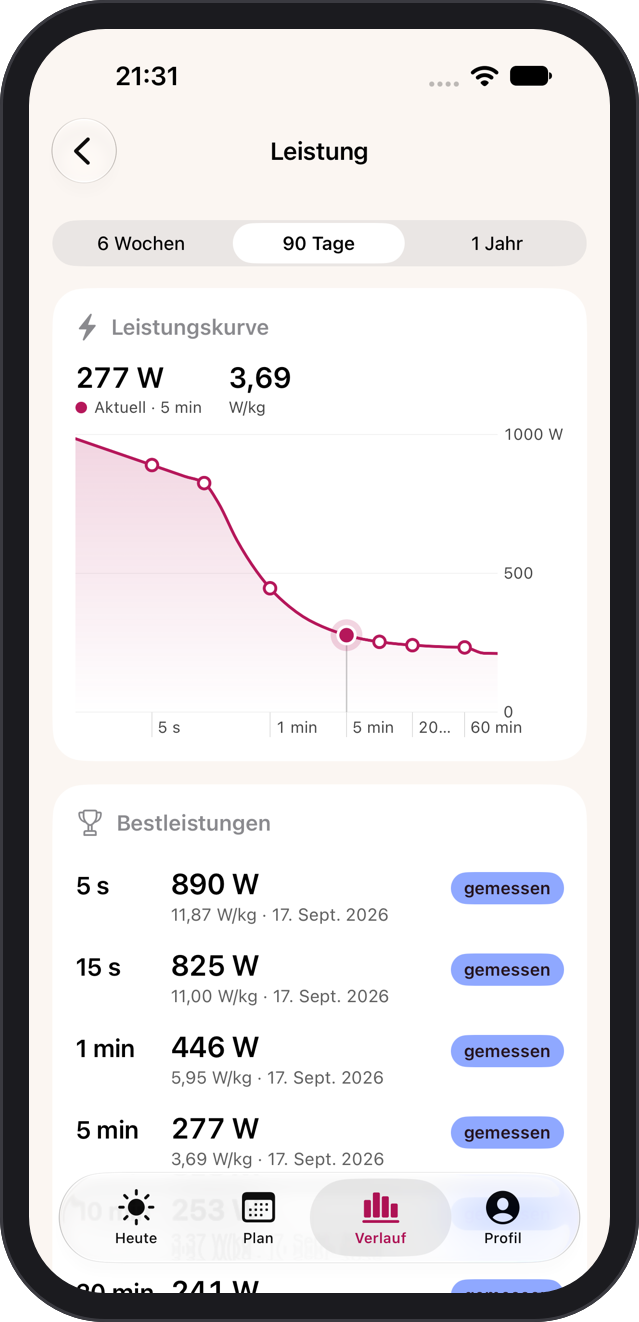 21:31
Leistung
6 Wochen 90 Tage 1 Jahr
Leistungskurve
277 W 3,69
Aktuell · 5 min W/kg
1000 W
500
0
5 s 1 min 5 min 20... 60 min
Bestleistungen
5 s 890 W gemessen
11,87 W/kg · 17. Sept. 2026
15 s 825 W gemessen
11,00 W/kg · 17. Sept. 2026
1 min 446 W gemessen
5,95 W/kg · 17. Sept. 2026
5 min 277 W gemessen
3,69 W/kg · 17. Sept. 2026
253 W
Heute Plan Verlauf Profil
20 min 241 W gemessen